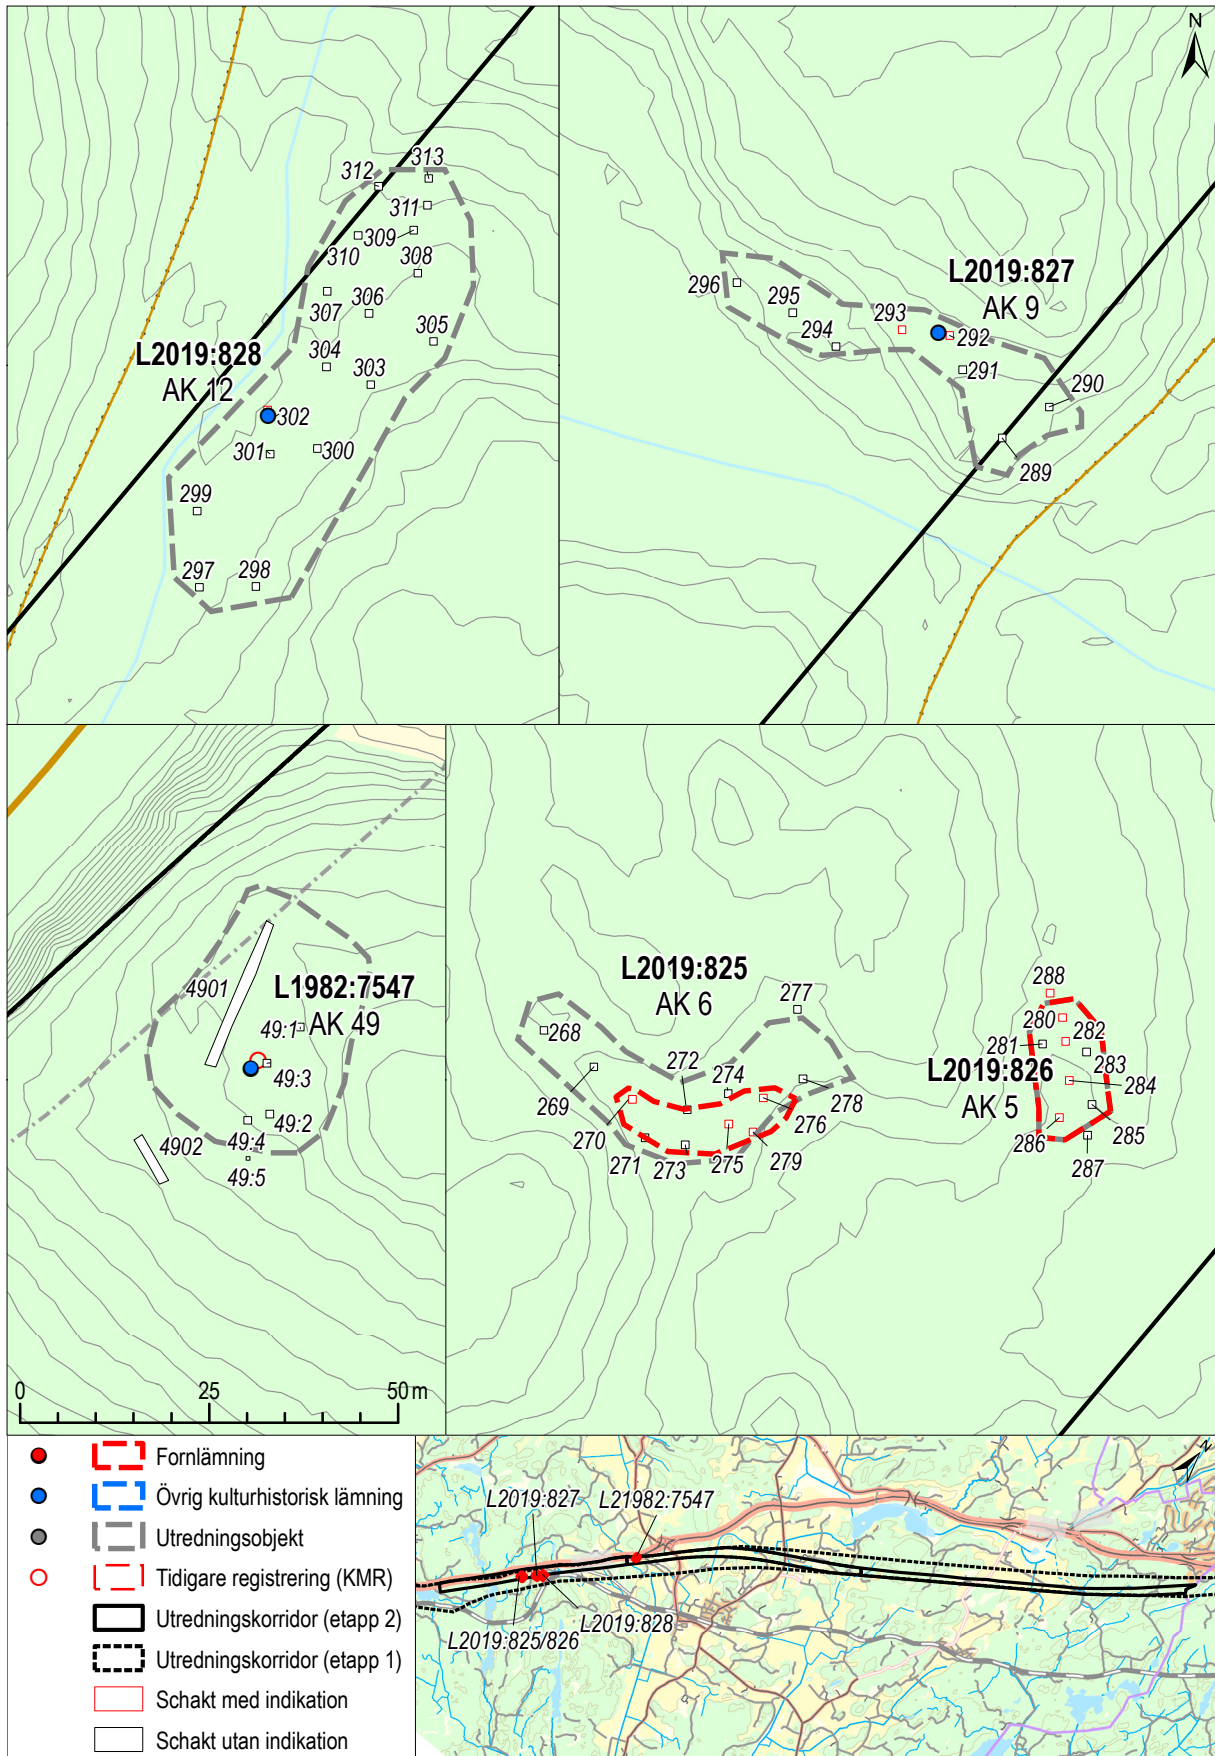 N
312
313
311
309
310
308
307
306
305
304
303
L2019:828
AK 12
302
301
300
299
297
298
L2019:827
AK 9
296
295
294
293
292
291
290
289
4901
L1982:7547
AK 49
49:1
49:3
49:2
49:4
49:5
4902
0 25 50 m
L2019:825
AK 6
277
268
272
274
269
278
270
276
271
273
275
279
288
280
282
281
283
L2019:826
AK 5
284
286
285
287
Fornlämning
Övrig kulturhistorisk lämning
Utredningsobjekt
Tidigare registrering (KMR)
Utredningskorridor (etapp 2)
Utredningskorridor (etapp 1)
Schakt med indikation
Schakt utan indikation
N
L2019:827
L21982:7547
L2019:828
L2019:825/826